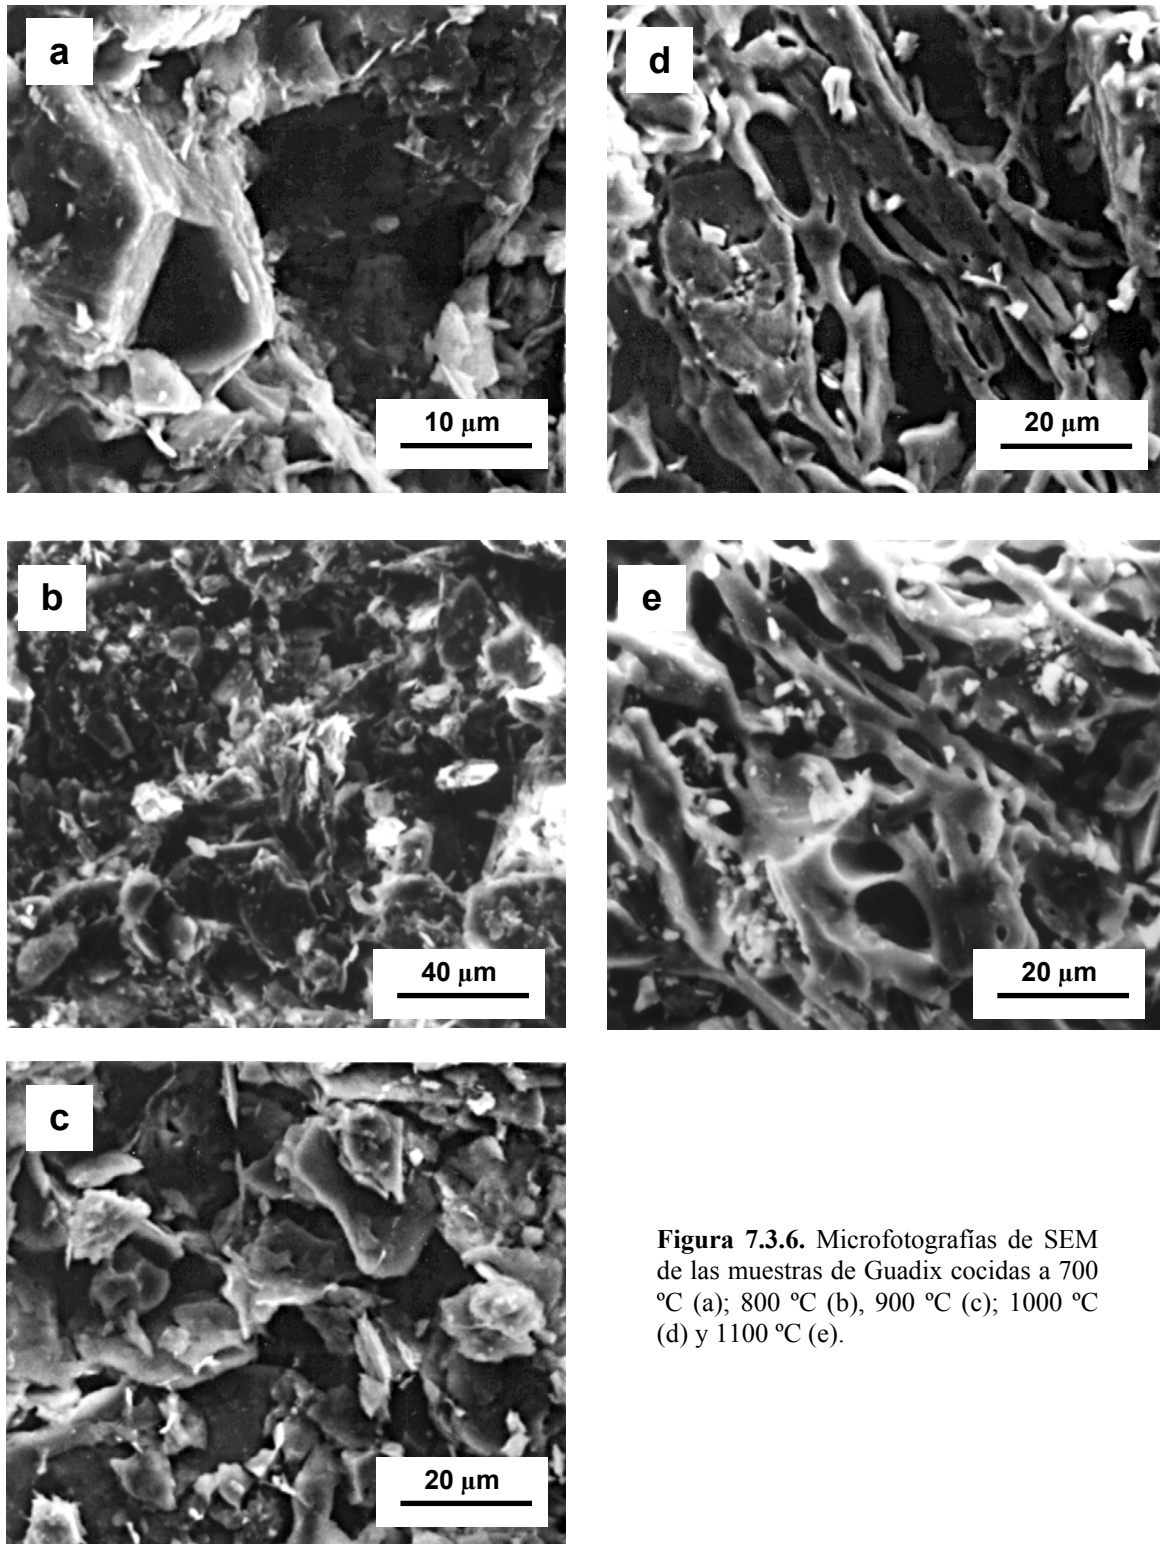 a
10 μm
d
20 μm
b
40 μm
e
20 μm
c
20 μm
Figura 7.3.6. Microfotografías de SEM
de las muestras de Guadix cocidas a 700
ºC (a); 800 ºC (b), 900 ºC (c); 1000 ºC
(d) y 1100 ºC (e).